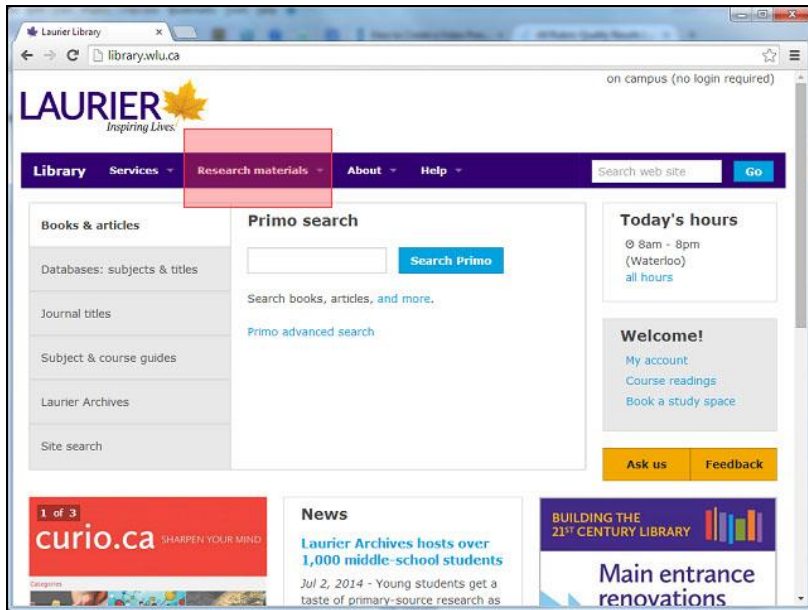 Laurier Library
library.wlu.ca
on campus (no login required)
LAURIER
Inspiring Lives.
Library Services Research materials About Help Search web site Go
Books & articles
Databases: subjects & titles
Journal titles
Subject & course guides
Laurier Archives
Site search
Primo search
Search Primo
Search books, articles, and more.
Primo advanced search
Today's hours
8am - 8pm
(Waterloo)
all hours
Welcome!
My account
Course readings
Book a study space
Ask us Feedback
1 of 3
curio.ca SHARPEN YOUR MIND
Categories
News
Laurier Archives hosts over
1,000 middle-school students
Jul 2, 2014 - Young students get a
taste of primary-source research as
BUILDING THE
21ST CENTURY LIBRARY
Main entrance
renovations